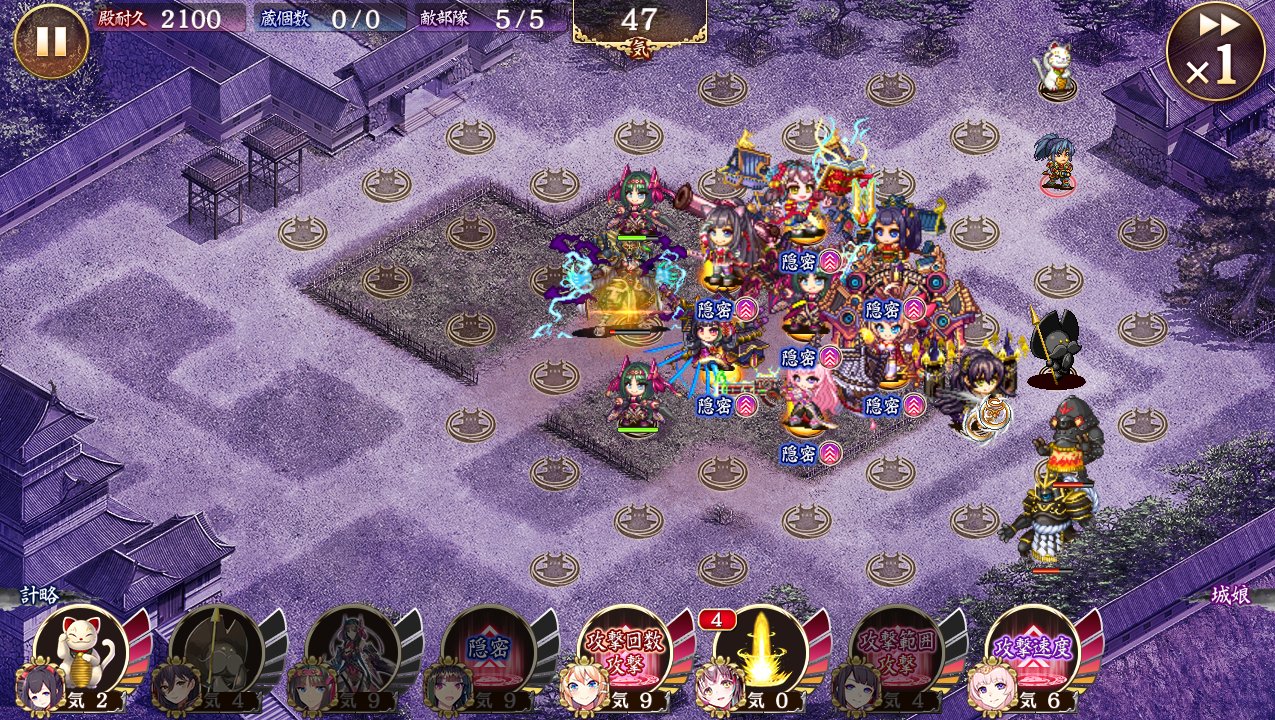 殿耐久 2100 蔵個数 0/0 敵部隊 5/5 47 ×1
気
隠密
隠密 隠密
隠密
隠密 隠密
隠密
計略 城娘
隠密 攻撃回数 4 攻撃範囲 攻撃速度
攻撃 攻撃
気 2 気 4 気 9 気 9 気 9 気 0 気 4 気 6